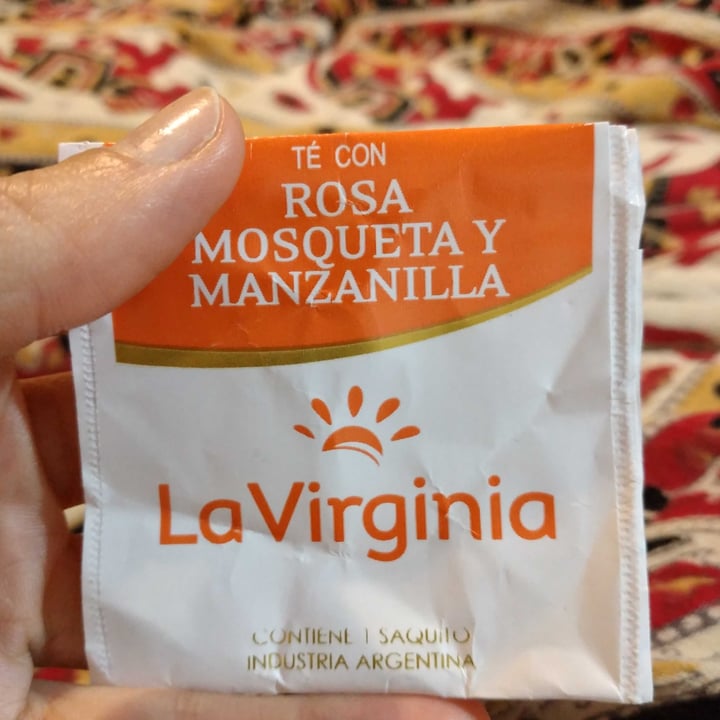 TÉ CON
ROSA
MOSQUETA Y
MANZANILLA
LaVirginia
CONTIENE 1 SAQUITO
INDUSTRIA ARGENTINA